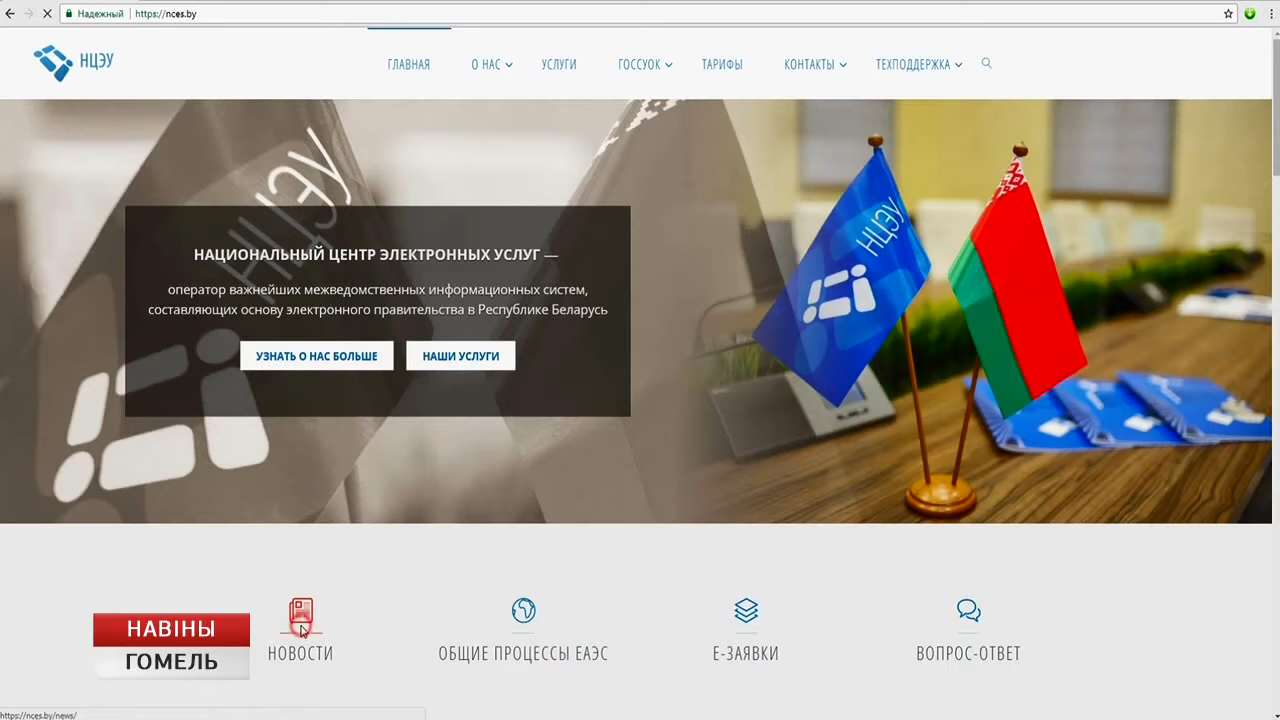 Надежный
https://nces.by
НЦЭУ
ГЛАВНАЯ
О НАС
УСЛУГИ
ГОССУОК
ТАРИФЫ
КОНТАКТЫ
ТЕХПОДДЕРЖКА
НЦЭУ
НЦЭУ
НАЦИОНАЛЬНЫЙ ЦЕНТР ЭЛЕКТРОННЫХ УСЛУГ —
оператор важнейших межведомственных информационных систем,
составляющих основу электронного правительства в Республике Беларусь
УЗНАТЬ О НАС БОЛЬШЕ
НАШИ УСЛУГИ
НАВІНЫ
ГОМЕЛЬ
НОВОСТИ
ОБЩИЕ ПРОЦЕССЫ ЕАЭС
Е-ЗАЯВКИ
ВОПРОС-ОТВЕТ
https://nces.by/news/